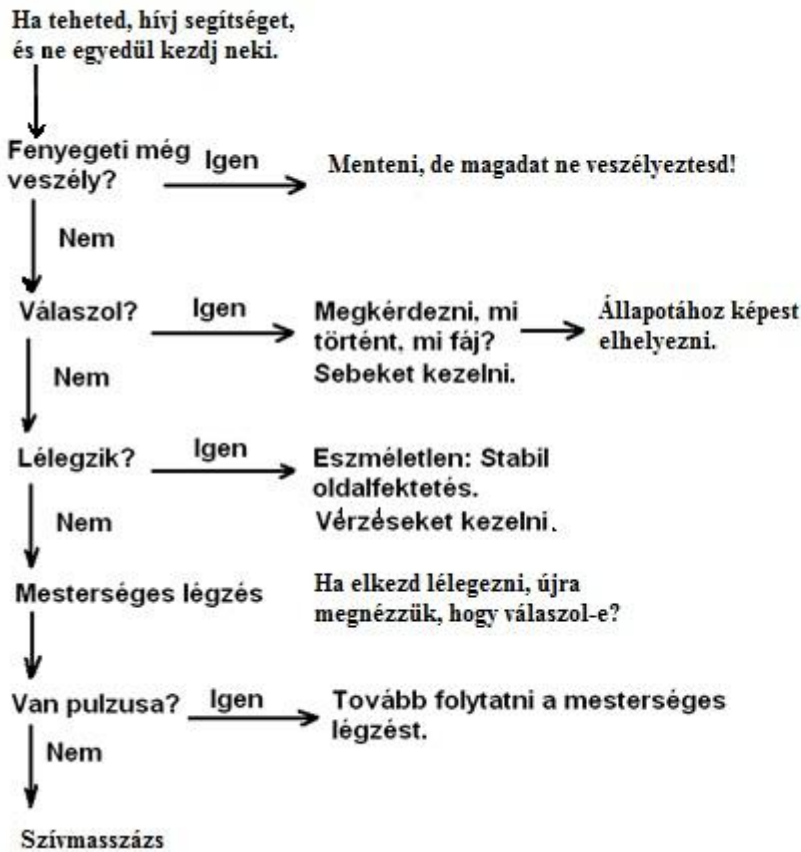 Ha teheted, hívj segítséget,
és ne egyedül kezdj neki.
Fenyegeti még
veszély?
Igen
Menteni, de magadat ne veszélyeztesd!
Nem
Válaszol?
Igen
Megkérdezni, mi
történt, mi fáj?
Sebeket kezelni.
Állapotához képest
elhelyezni.
Nem
Lélegzik?
Igen
Eszméletlen: Stabil
oldalfektetés.
Vérzéseket kezelni.
Nem
Mesterséges légzés
Ha elkezd lélegezni, újra
megnézzük, hogy válaszol-e?
Van pulzusa?
Igen
Tovább folytatni a mesterséges
légzést.
Nem
Szívmasszázs